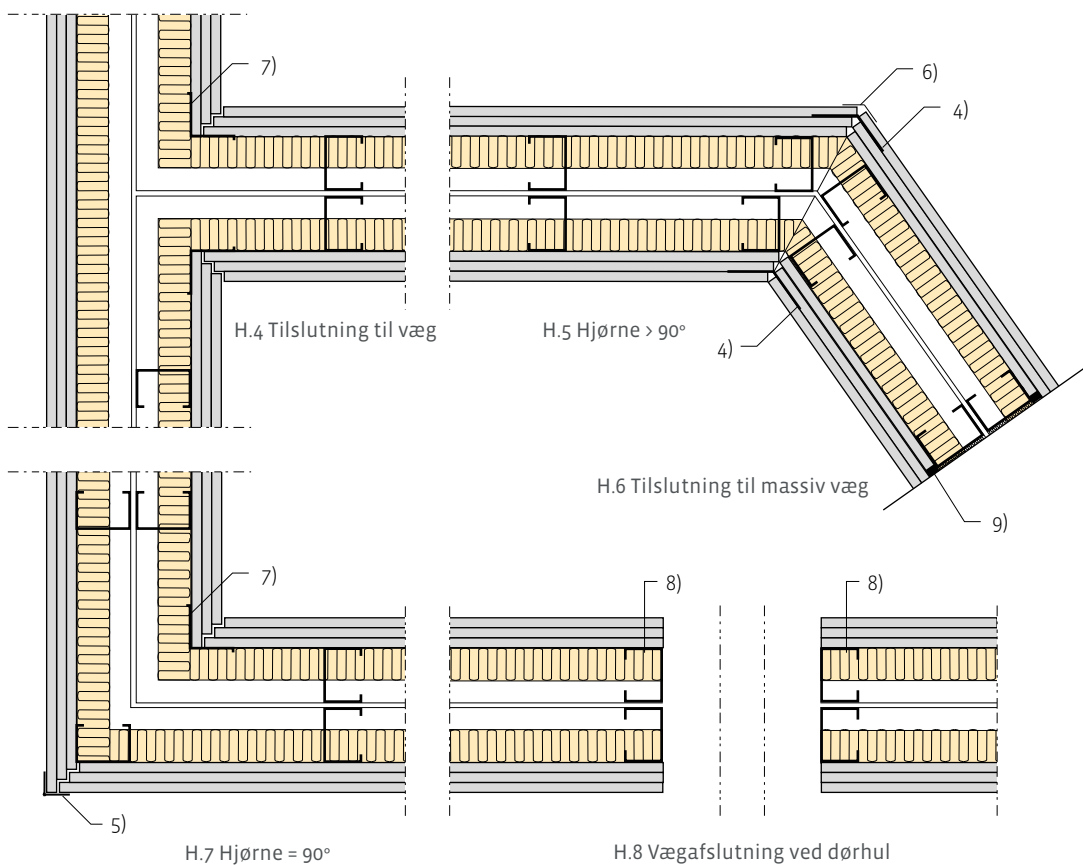 7)
6)
4)
H.4 Tilslutning til væg
H.5 Hjørne > 90°
4)
H.6 Tilslutning til massiv væg
9)
7)
8)
8)
5)
H.7 Hjørne = 90°
H.8 Vægafslutning ved dørhul